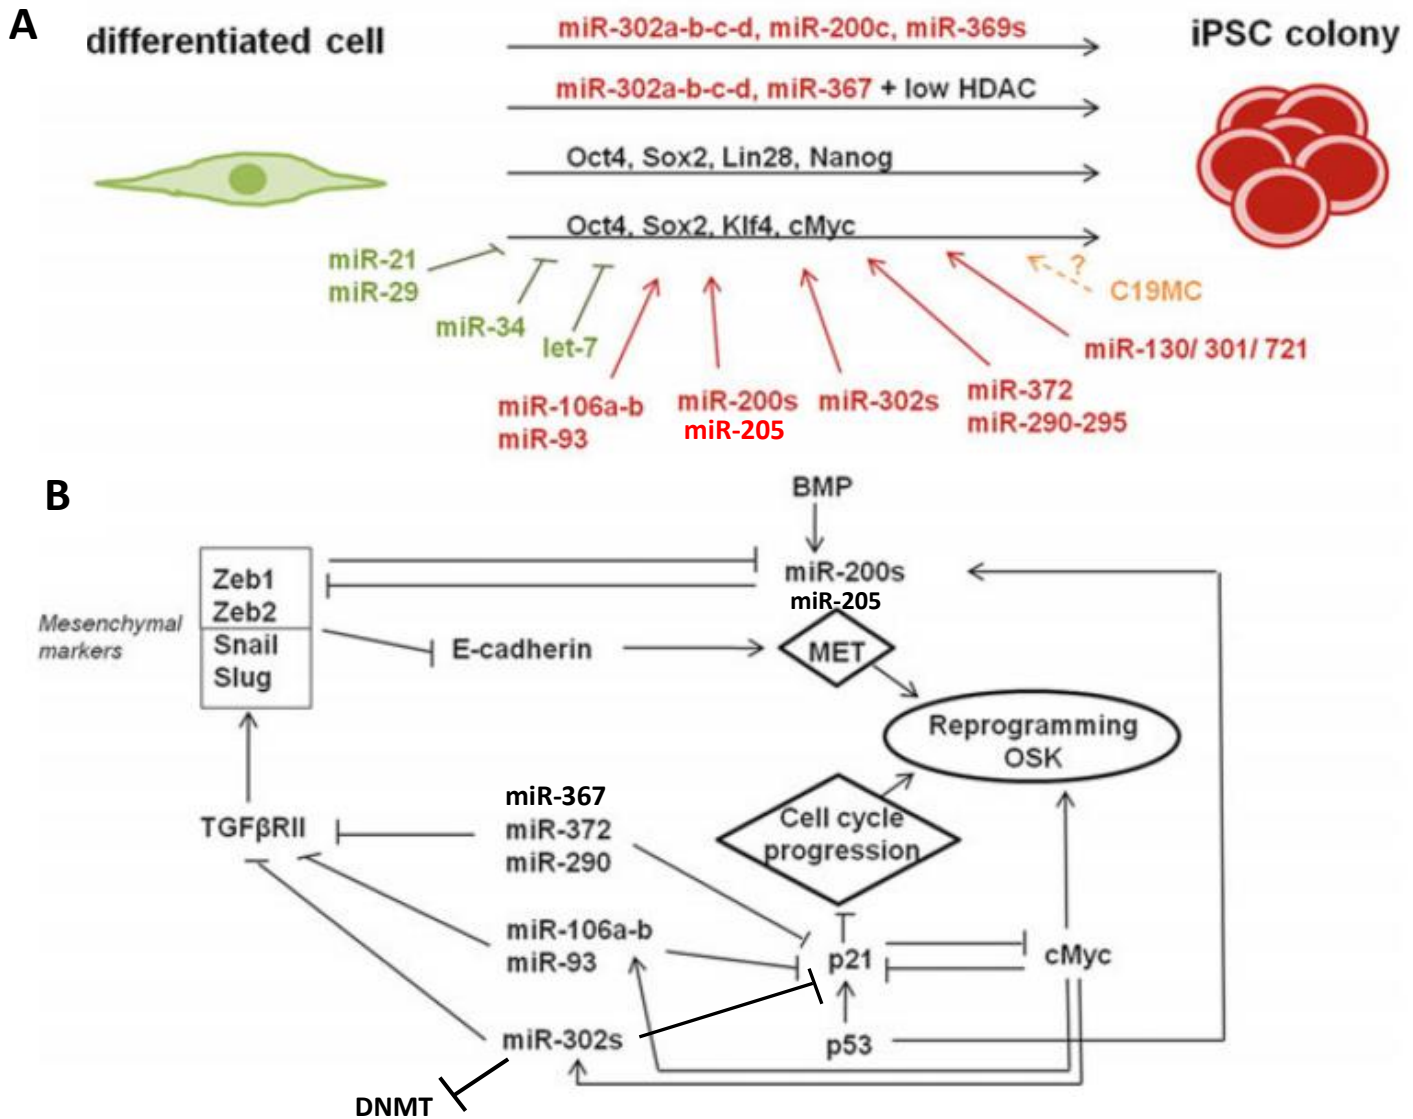 A
differentiated cell
miR-302a-b-c-d, miR-200c, miR-369s
iPSC colony
miR-302a-b-c-d, miR-367 + low HDAC
Oct4, Sox2, Lin28, Nanog
Oct4, Sox2, Klf4, cMyc
miR-21
miR-29
miR-34
let-7
?
C19MC
miR-130/ 301/ 721
miR-106a-b
miR-93
miR-200s
miR-205
miR-302s
miR-372
miR-290-295
B
BMP
Zeb1
Zeb2
Snail
Slug
Mesenchymal
markers
miR-200s
miR-205
E-cadherin
MET
Reprogramming
OSK
TGFβRII
miR-367
miR-372
miR-290
Cell cycle
progression
miR-106a-b
miR-93
p21
cMyc
miR-302s
p53
DNMT